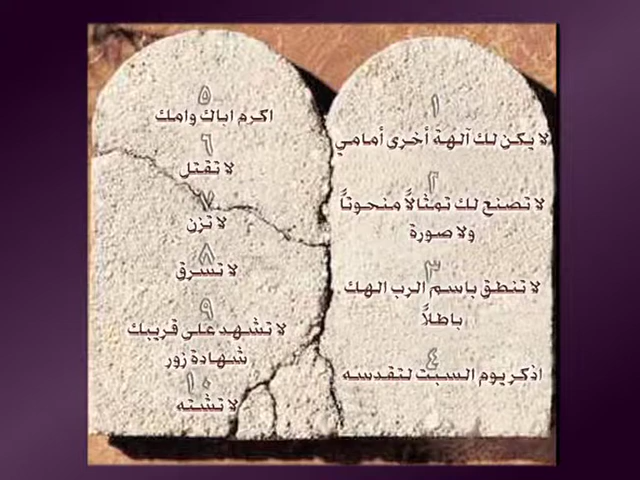 ١
لا يكن لك آلهة أخرى أمامي
٢
لا تصنع لك تمثالاً منحوتاً
ولا صورة
٣
لا تنطق باسم الرب الهك
باطلاً
٤
اذكر يوم السبت لتقدسه
٥
اكرم اباك وامك
٦
لا تقتل
٧
لا تزن
٨
لا تسرق
٩
لا تشهد على قريبك
شهادة زور
١٠
لا تشته